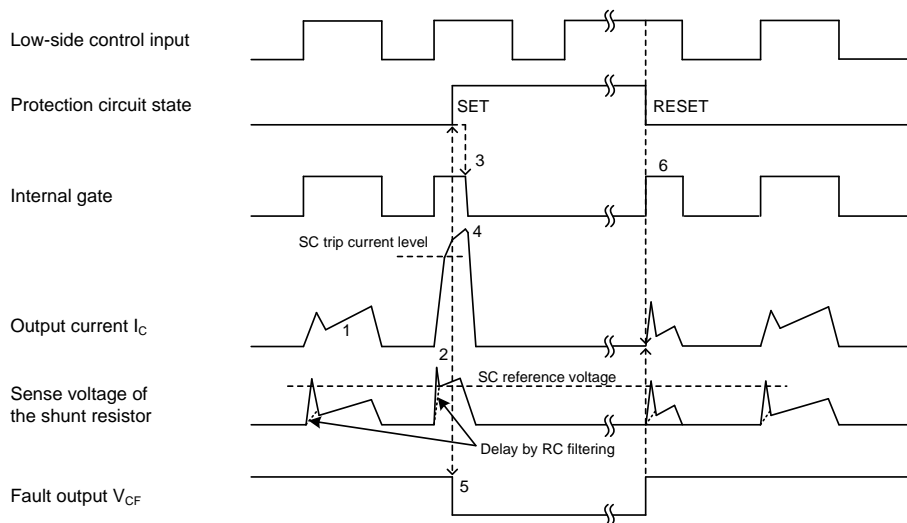 Low-side control input
Protection circuit state
SET
RESET
3
6
Internal gate
4
SC trip current level
Output current IC
1
2
SC reference voltage
Sense voltage of
the shunt resistor
Delay by RC filtering
5
Fault output VCF